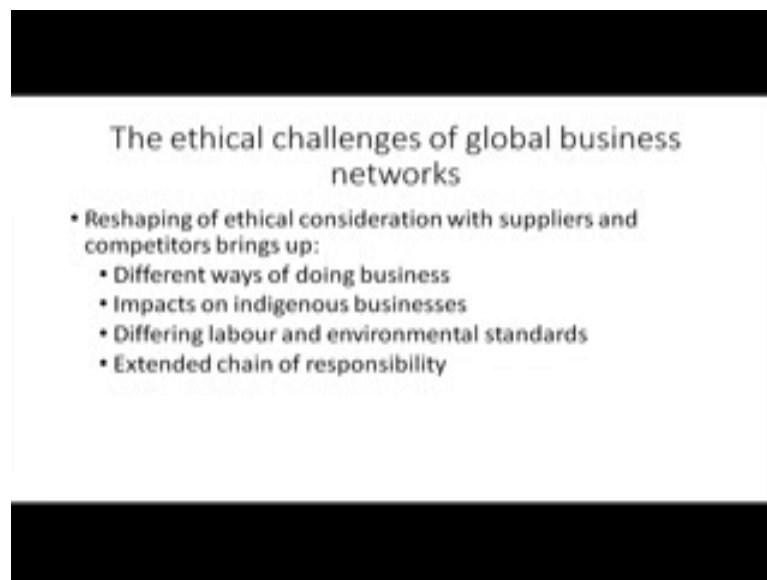 The ethical challenges of global business
networks
• Reshaping of ethical consideration with suppliers and
competitors brings up:
• Different ways of doing business
• Impacts on indigenous businesses
• Differing labour and environmental standards
• Extended chain of responsibility